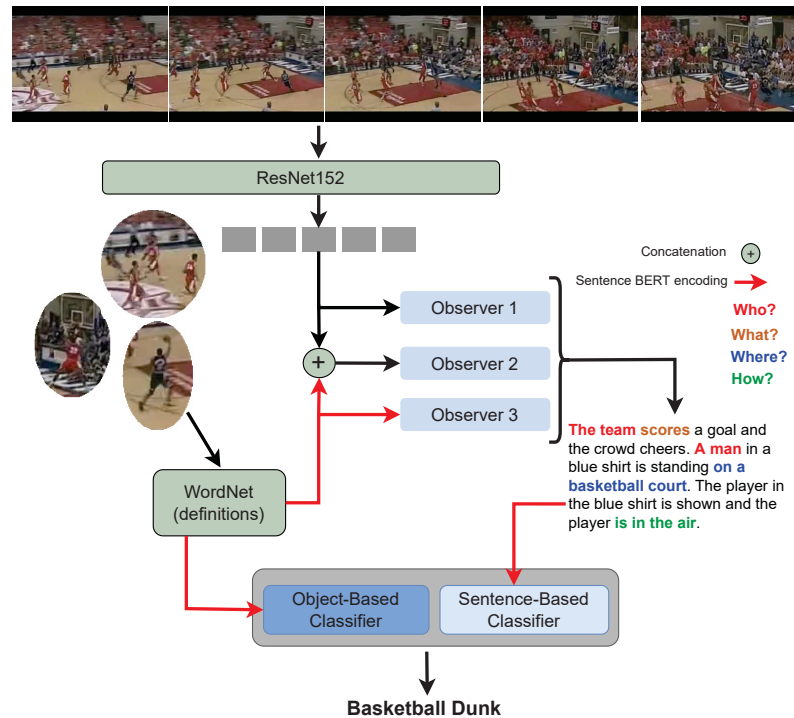 ResNet152
Concatenation
+
Sentence BERT encoding
Observer 1
Who?
What?
Observer 2
+
Where?
How?
Observer 3
The team scores a goal and
the crowd cheers. A man in a
blue shirt is standing on a
basketball court. The player in
the blue shirt is shown and the
player is in the air.
WordNet
(definitions)
Object-Based
Classifier
Sentence-Based
Classifier
Basketball Dunk